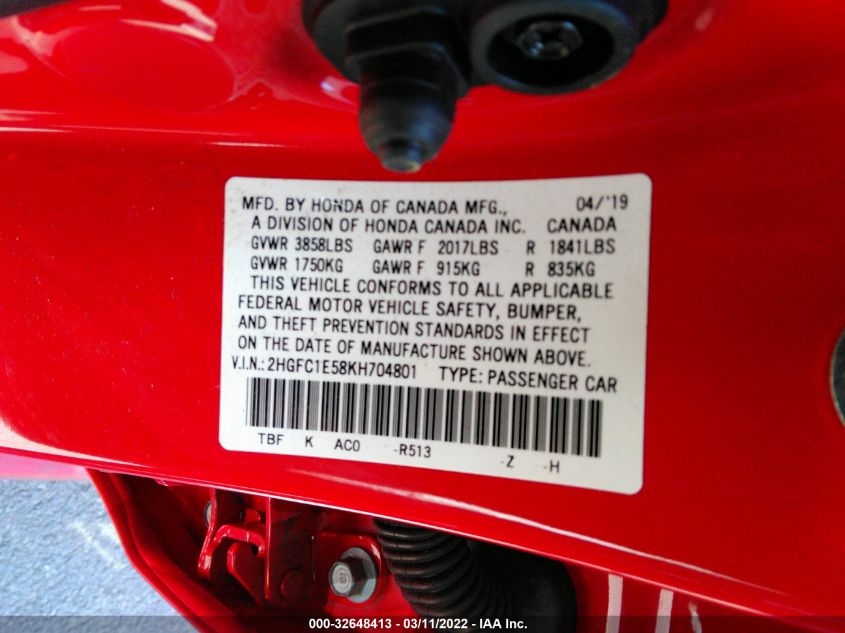 MFD. BY HONDA OF CANADA MFG., 04/'19
A DIVISION OF HONDA CANADA INC. CANADA
GVWR 3858LBS GAWR F 2017LBS R 1841LBS
GVWR 1750KG GAWR F 915KG R 835KG
THIS VEHICLE CONFORMS TO ALL APPLICABLE
FEDERAL MOTOR VEHICLE SAFETY, BUMPER,
AND THEFT PREVENTION STANDARDS IN EFFECT
ON THE DATE OF MANUFACTURE SHOWN ABOVE.
V.I.N.: 2HGFC1E58KH704801 TYPE: PASSENGER CAR
TBF K AC0 -R513 -Z -H
000-32648413 - 03/11/2022 - IAA Inc.